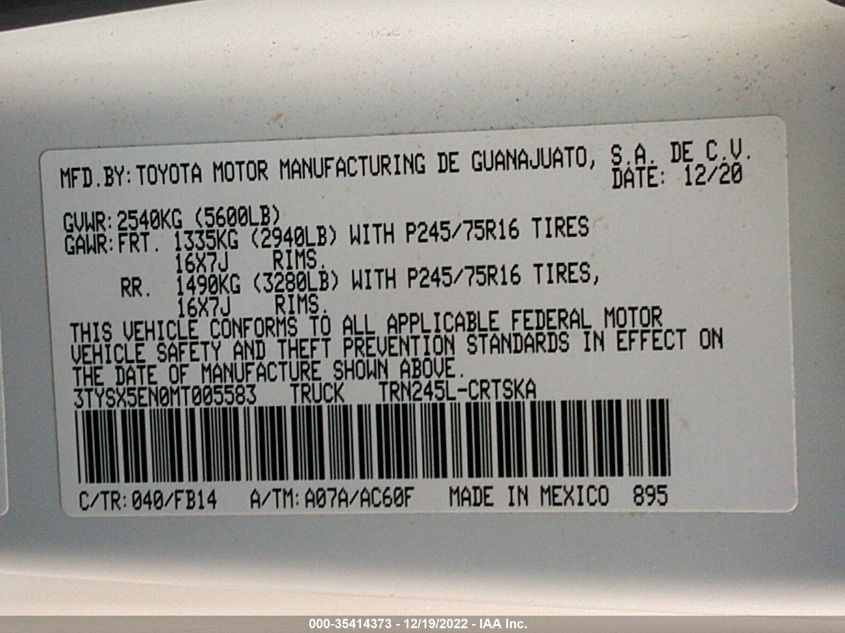 MFD.BY: TOYOTA MOTOR MANUFACTURING DE GUANAJUATO, S.A. DE C.V.
DATE: 12/20
GVWR: 2540KG (5600LB)
GAWR: FRT. 1335KG (2940LB) WITH P245/75R16 TIRES
16X7J RIMS.
RR. 1490KG (3280LB) WITH P245/75R16 TIRES,
16X7J RIMS.
THIS VEHICLE CONFORMS TO ALL APPLICABLE FEDERAL MOTOR
VEHICLE SAFETY AND THEFT PREVENTION STANDARDS IN EFFECT ON
THE DATE OF MANUFACTURE SHOWN ABOVE.
3TYSX5EN0MT005583 TRUCK TRN245L-CRTSKA
C/TR: 040/FB14 A/TM: A07A/AC60F MADE IN MEXICO 895
000-35414373 - 12/19/2022 - IAA Inc.